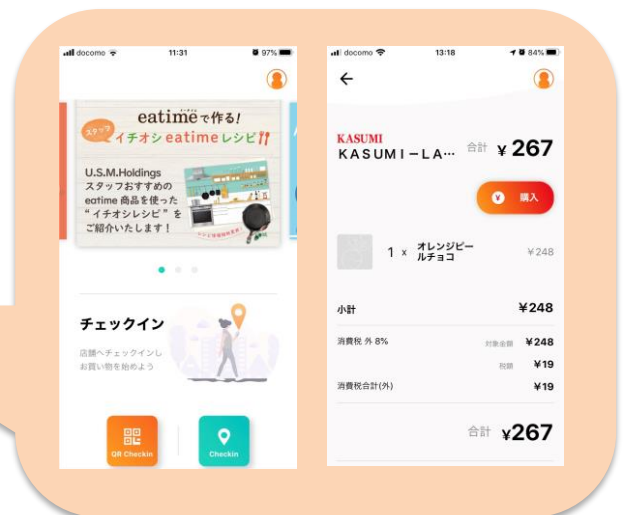 docomo
11:31
97%
eatimeで作る!
スタッフ
イチオシeatimeレシピ
U.S.M.Holdings
スタッフおすすめの
eatime 商品を使った
“イチオシレシピ”を
ご紹介いたします!
チェックイン
店舗へチェックインし
お買い物を始めよう
QR Checkin
Checkin
docomo
13:18
84%
KASUMI
KASUMI－LA…
合計 ¥267
¥ 購入
1 x オレンジピー
ルチョコ
¥248
小計 ¥248
消費税 外 8% 対象金額 ¥248
税額 ¥19
消費税合計(外) ¥19
合計 ¥267